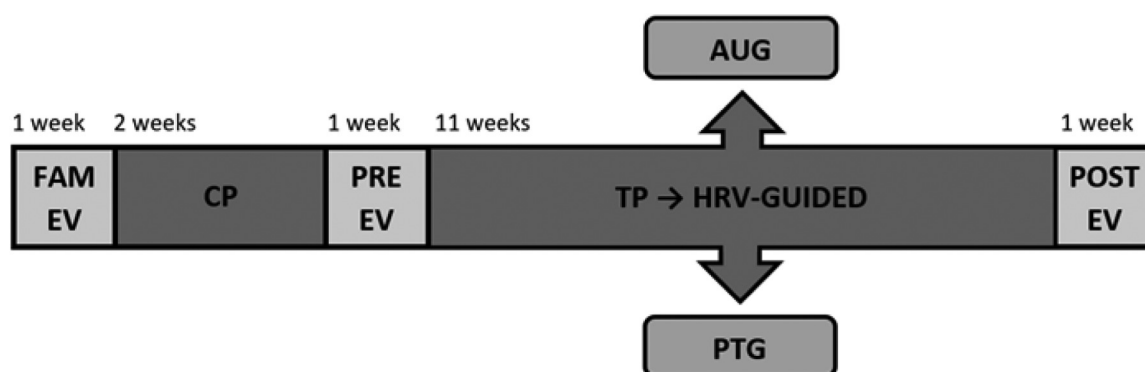 AUG
1 week 2 weeks 1 week 11 weeks 1 week
FAM
EV
CP
PRE
EV
TP → HRV-GUIDED
POST
EV
PTG